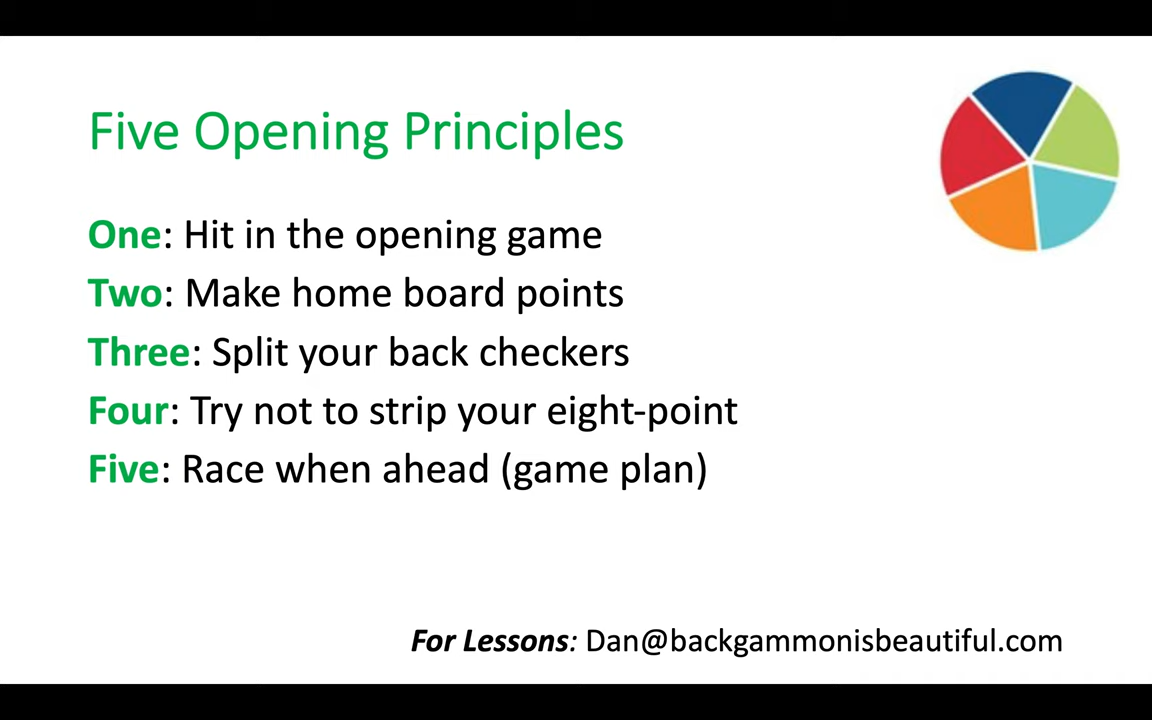 Five Opening Principles
One: Hit in the opening game
Two: Make home board points
Three: Split your back checkers
Four: Try not to strip your eight-point
Five: Race when ahead (game plan)
For Lessons: Dan@backgammonisbeautiful.com